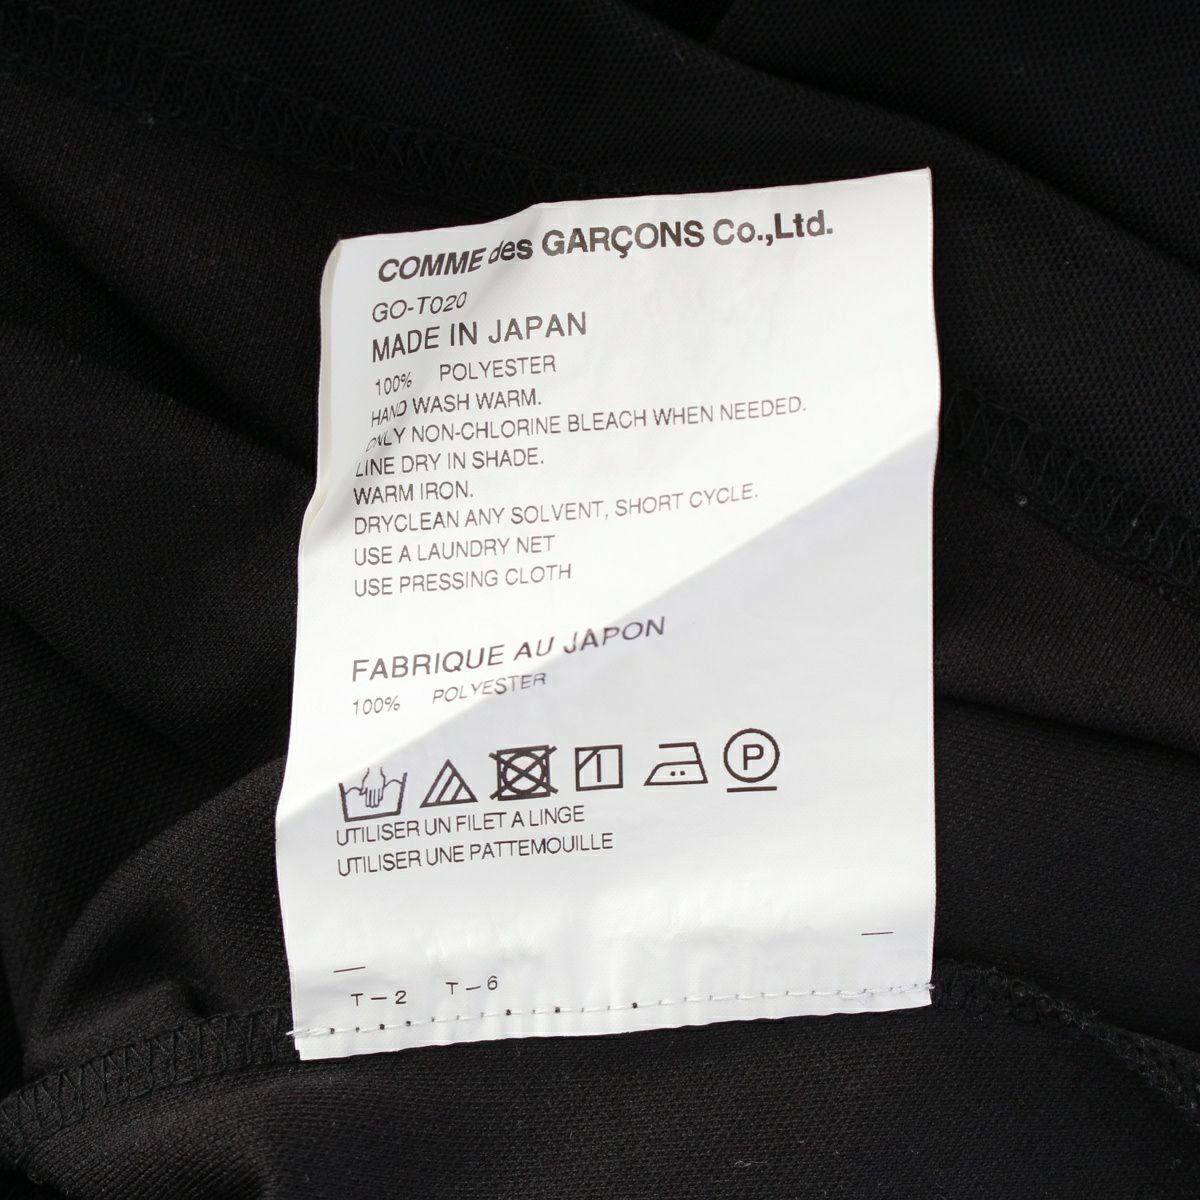 COMME des GARÇONS Co.,Ltd.
GO-T020
MADE IN JAPAN
100% POLYESTER
HAND WASH WARM.
ONLY NON-CHLORINE BLEACH WHEN NEEDED.
LINE DRY IN SHADE.
WARM IRON.
DRYCLEAN ANY SOLVENT, SHORT CYCLE.
USE A LAUNDRY NET
USE PRESSING CLOTH
FABRIQUE AU JAPON
100% POLYESTER
P
UTILISER UN FILET A LINGE
UTILISER UNE PATTEMOUILLE
T-2 T-6